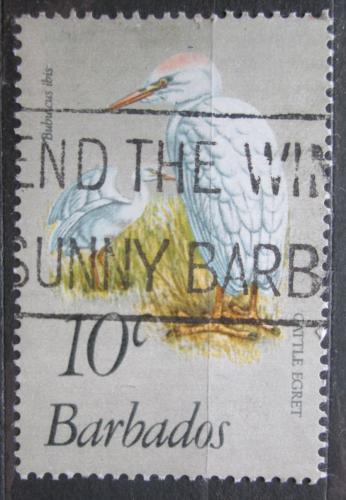 Bubulcus ibis
END THE WIN
SUNNY BARB
CATTLE EGRET
10c
Barbados